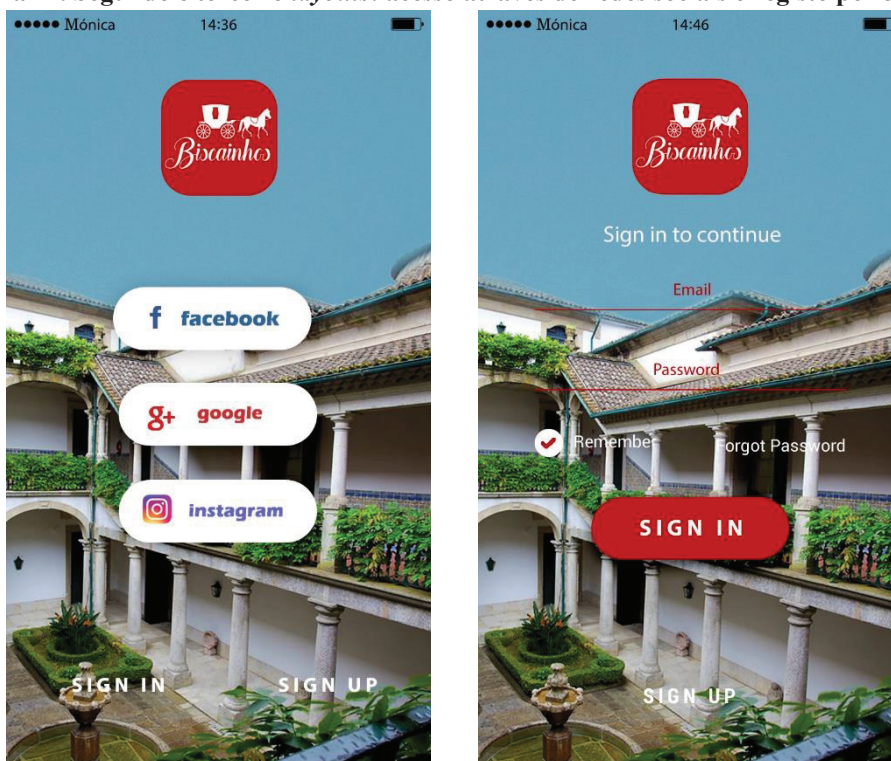 Mónica 14:36
Biscainhos
facebook
g+ google
instagram
SIGN IN SIGN UP
Mónica 14:46
Biscainhos
Sign in to continue
Email
Password
Remember Forgot Password
SIGN IN
SIGN UP